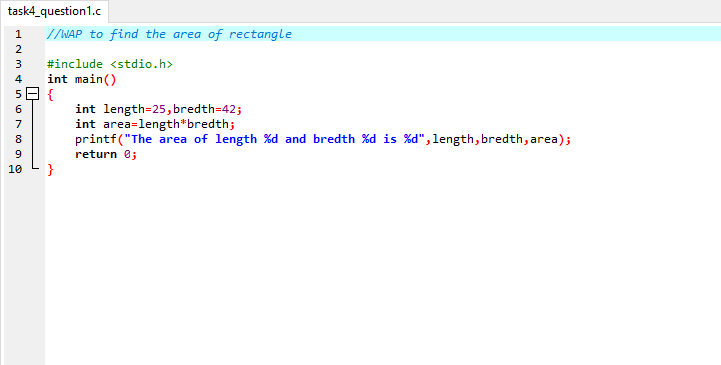 task4_question1.c
1 //WAP to find the area of rectangle
2
3 #include <stdio.h>
4 int main()
5 {
6 int length=25,bredth=42;
7 int area=length*bredth;
8 printf("The area of length %d and bredth %d is %d",length,bredth,area);
9 return 0;
10 }